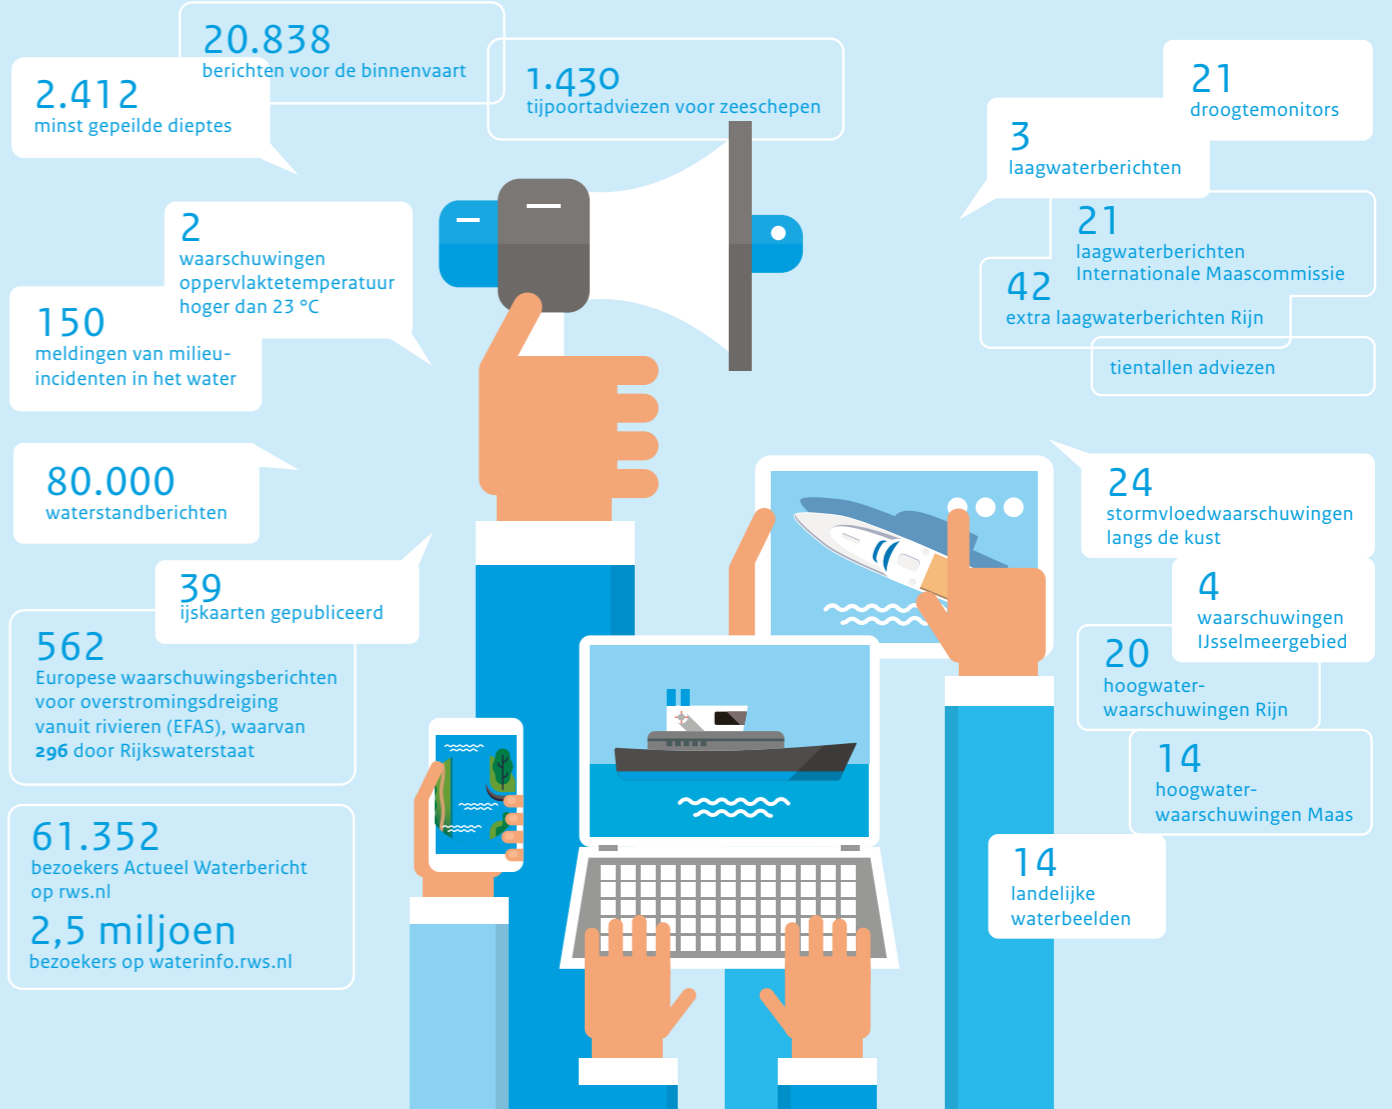 20.838
berichten voor de binnenvaart
2.412
minst gepeilde dieptes
1.430
tijpoortadviezen voor zeeschepen
21
droogtemonitors
3
laagwaterberichten
21
laagwaterberichten
Internationale Maascommissie
42
extra laagwaterberichten Rijn
tientallen adviezen
2
waarschuwingen
oppervlaktetemperatuur
hoger dan 23 °C
150
meldingen van milieu-
incidenten in het water
80.000
waterstandberichten
39
ijskaarten gepubliceerd
562
Europese waarschuwingsberichten
voor overstromingsdreiging
vanuit rivieren (EFAS), waarvan
296 door Rijkswaterstaat
61.352
bezoekers Actueel Waterbericht
op rws.nl
2,5 miljoen
bezoekers op waterinfo.rws.nl
24
stormvloedwaarschuwingen
langs de kust
4
waarschuwingen
IJsselmeergebied
20
hoogwater-
waarschuwingen Rijn
14
hoogwater-
waarschuwingen Maas
14
landelijke
waterbeelden